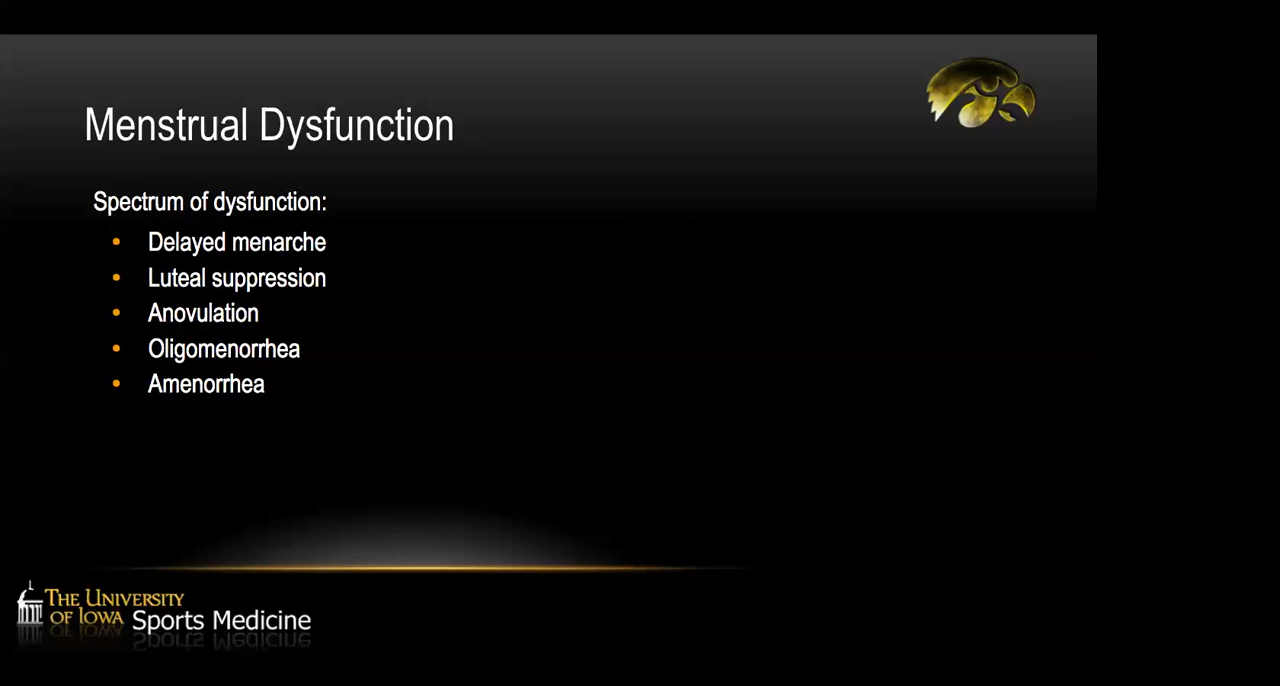 Menstrual Dysfunction
Spectrum of dysfunction:
• Delayed menarche
• Luteal suppression
• Anovulation
• Oligomenorrhea
• Amenorrhea
THE UNIVERSITY
OF IOWA Sports Medicine